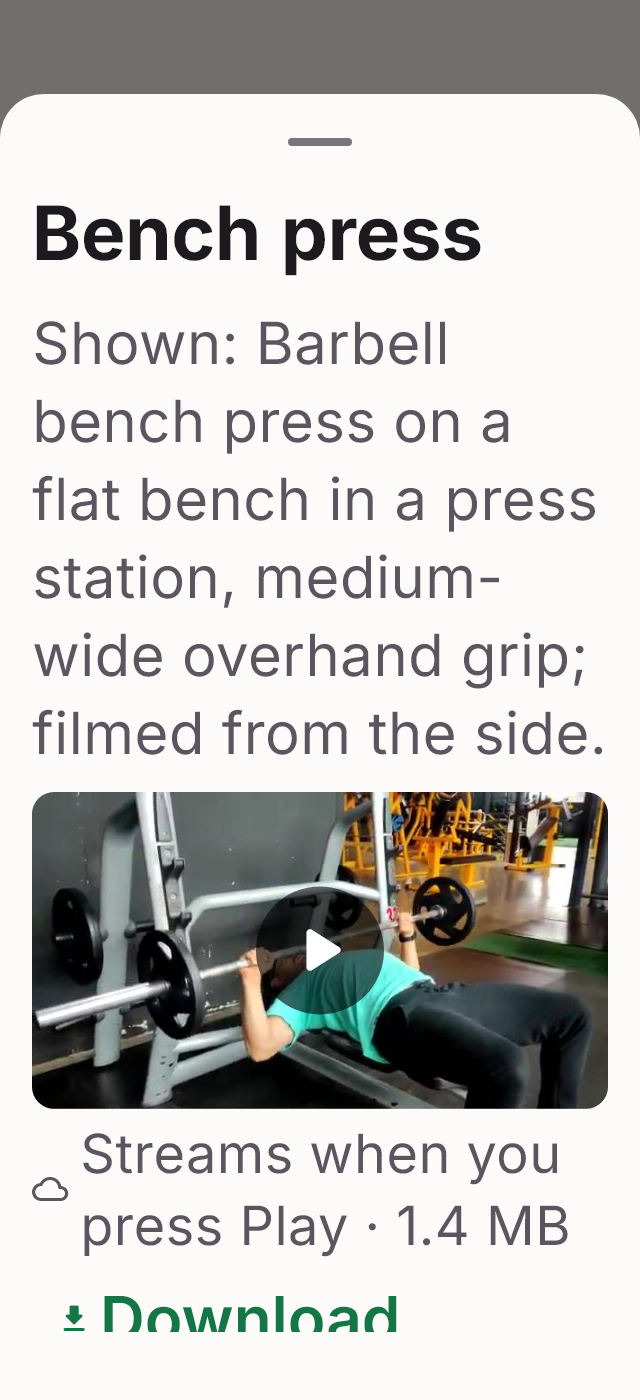 Bench press
Shown: Barbell
bench press on a
flat bench in a press
station, medium-
wide overhand grip;
filmed from the side.
Streams when you
press Play · 1.4 MB
Download